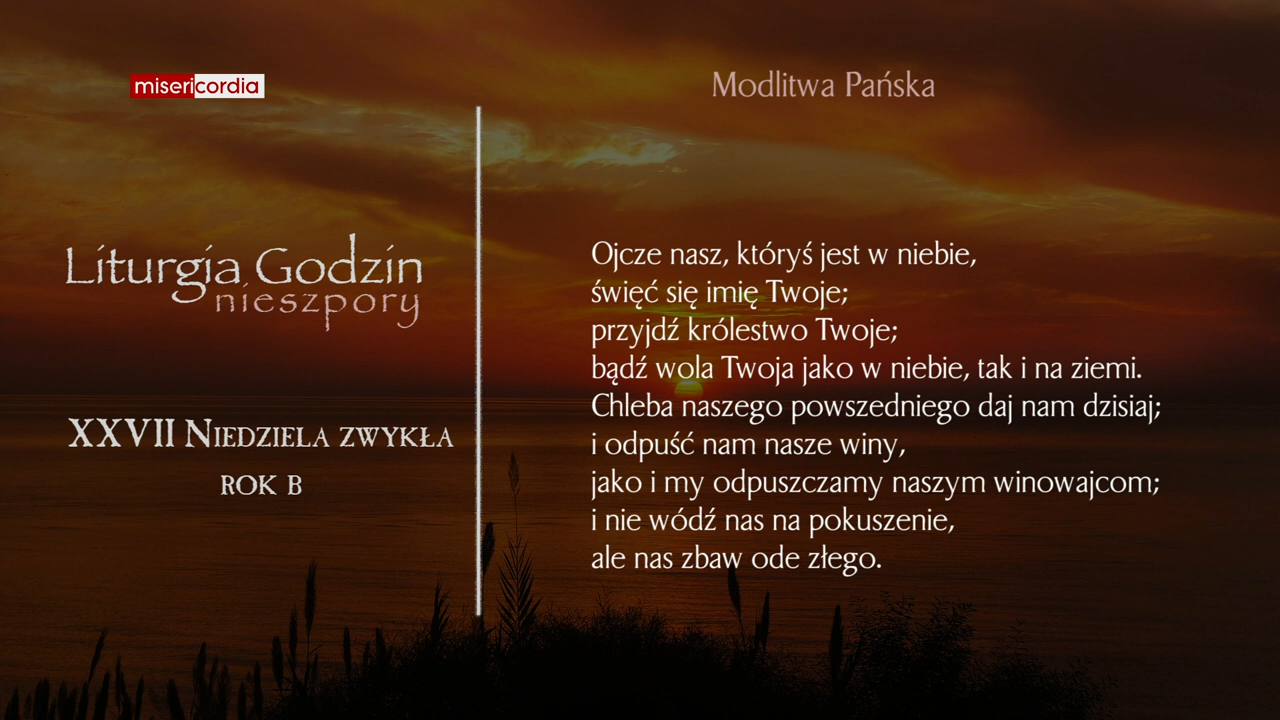 misericordia
Modlitwa Pańska
Liturgia Godzin
nieszpory
XXVII Niedziela zwykła
rok B
Ojcze nasz, któryś jest w niebie,
święć się imię Twoje;
przyjdź królestwo Twoje;
bądź wola Twoja jako w niebie, tak i na ziemi.
Chleba naszego powszedniego daj nam dzisiaj;
i odpuść nam nasze winy,
jako i my odpuszczamy naszym winowajcom;
i nie wódź nas na pokuszenie,
ale nas zbaw ode złego.